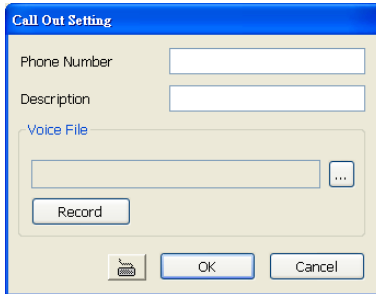 Call Out Setting
Phone Number
Description
Voice File
...
Record
OK Cancel